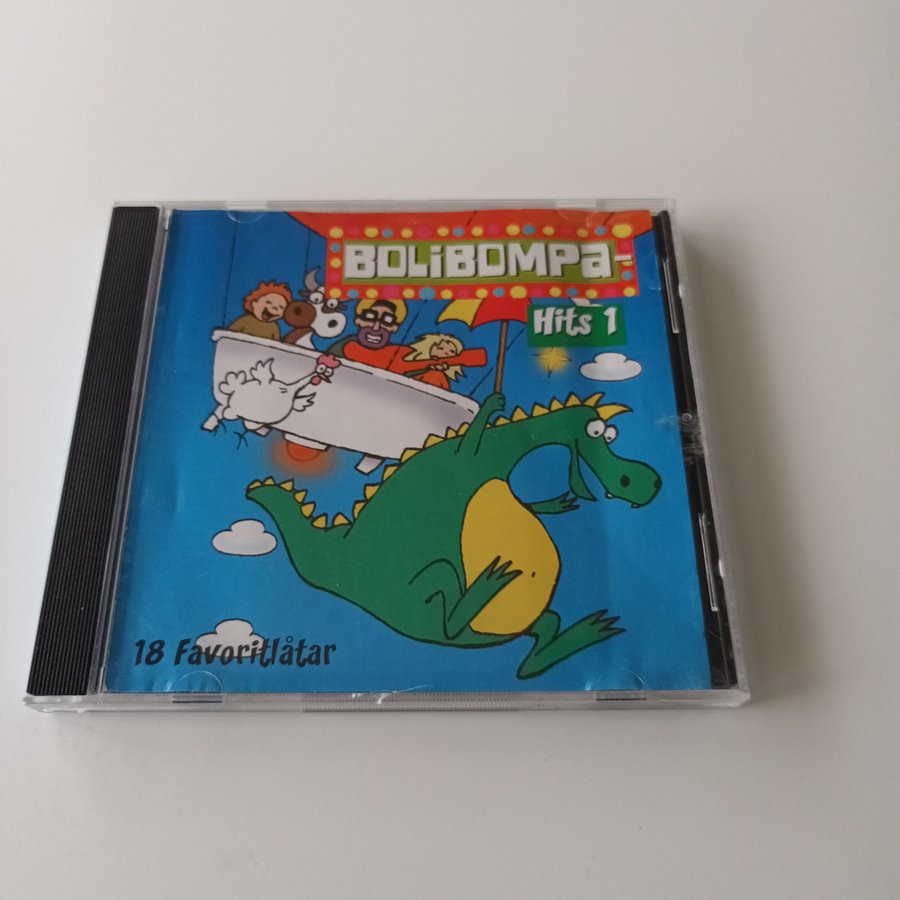 BOLiBOMPa-
Hits 1
18 Favoritlåtar